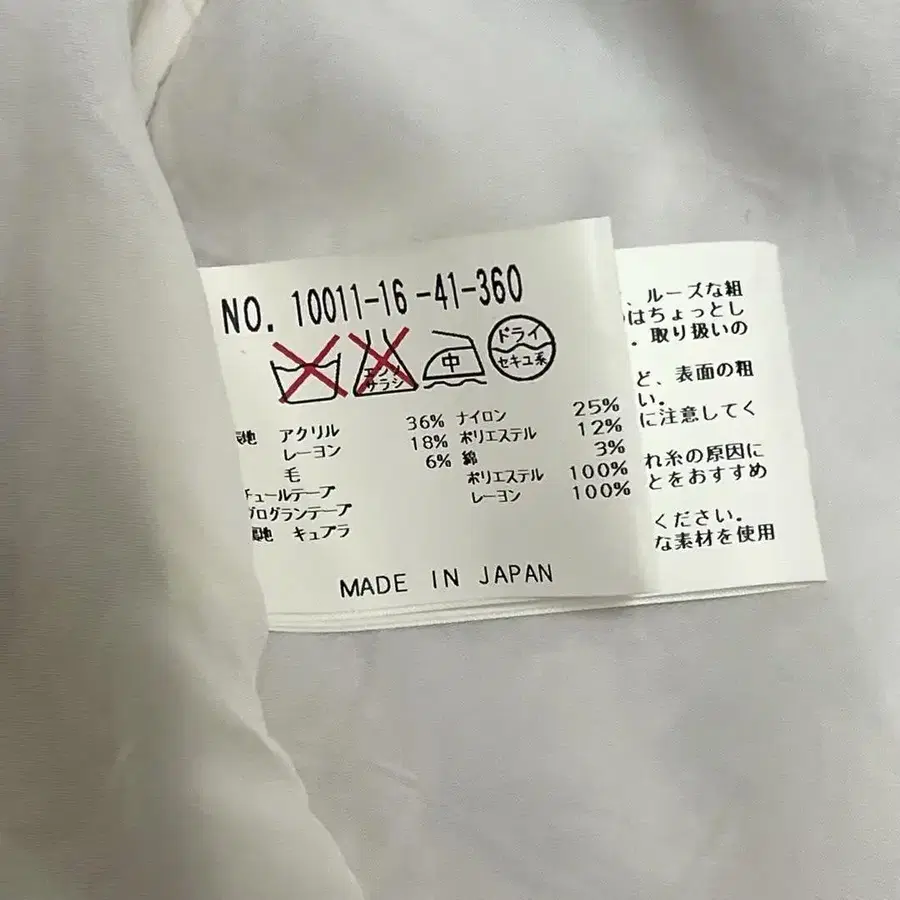 NO. 10011-16-41-360
エンソ サラシ
中
ドライ
セキユ系
地 アクリル 36% ナイロン 25%
レーヨン 18% ポリエステル 12%
毛 6% 綿 3%
チュールテープ ポリエステル 100%
グログランテープ レーヨン 100%
裏地 キュプラ
MADE IN JAPAN
、ルーズな粗
はちょっとし
。取り扱いの
ど、表面の粗
い。
に注意してく
れ糸の原因に
とをおすすめ
ください。
な素材を使用